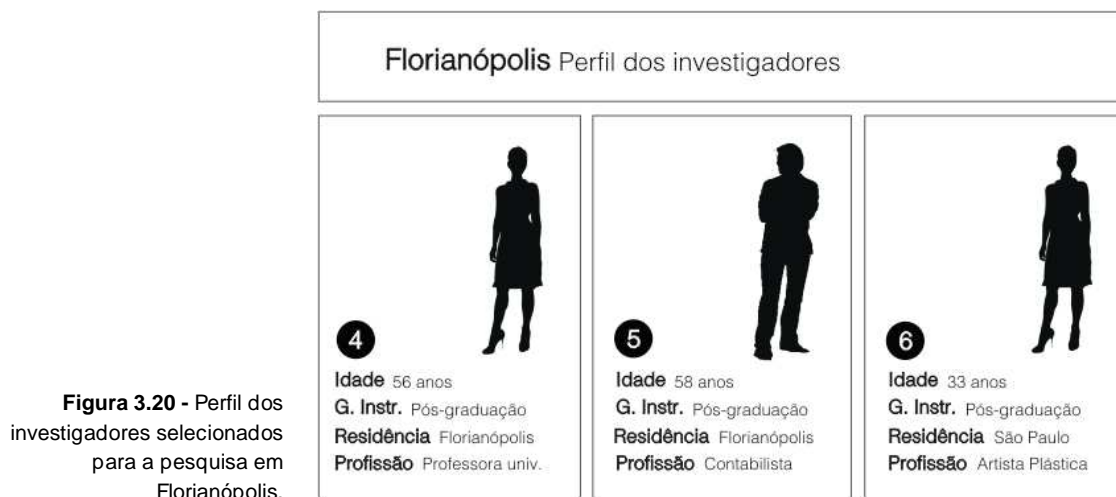 Florianópolis Perfil dos investigadores
4
Idade 56 anos
G. Instr. Pós-graduação
Residência Florianópolis
Profissão Professora univ.
5
Idade 58 anos
G. Instr. Pós-graduação
Residência Florianópolis
Profissão Contabilista
6
Idade 33 anos
G. Instr. Pós-graduação
Residência São Paulo
Profissão Artista Plástica
Figura 3.20 - Perfil dos
investigadores selecionados
para a pesquisa em
Florianópolis.